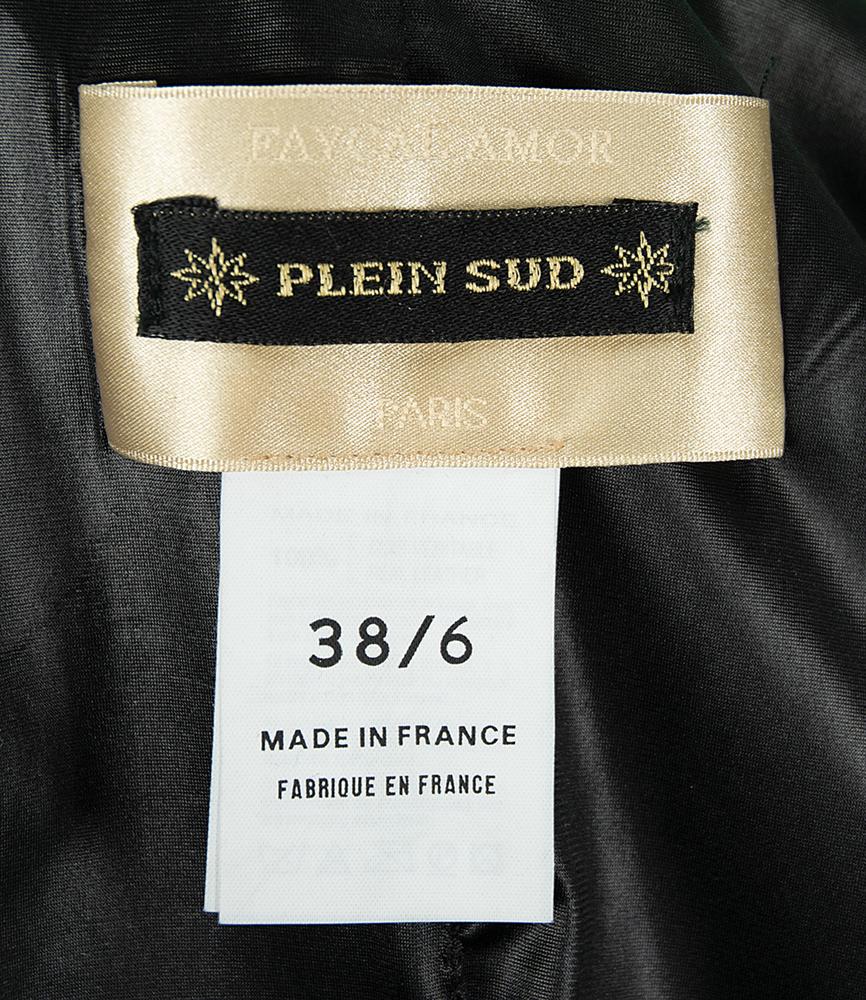 FAYÇAL AMOR
PLEIN SUD
PARIS
38/6
MADE IN FRANCE
FABRIQUE EN FRANCE